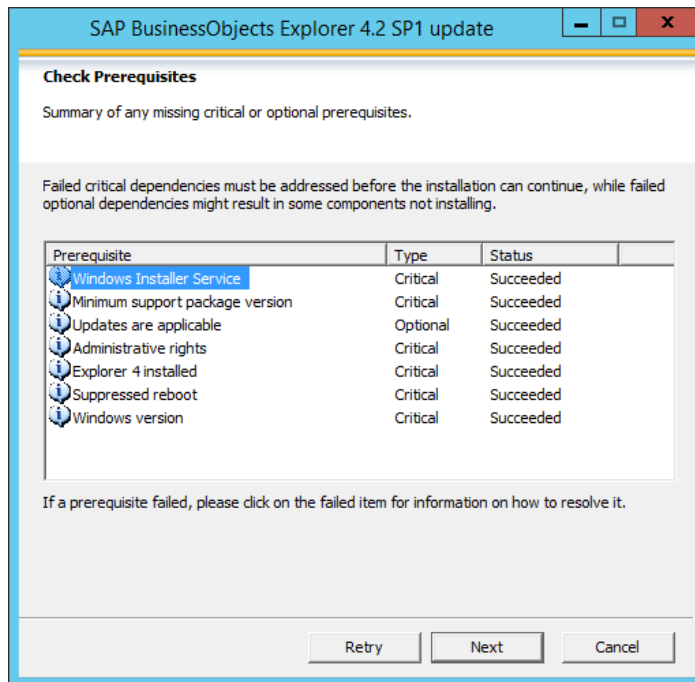 SAP BusinessObjects Explorer 4.2 SP1 update
Check Prerequisites
Summary of any missing critical or optional prerequisites.
Failed critical dependencies must be addressed before the installation can continue, while failed
optional dependencies might result in some components not installing.
Prerequisite Type Status
Windows Installer Service Critical Succeeded
Minimum support package version Critical Succeeded
Updates are applicable Optional Succeeded
Administrative rights Critical Succeeded
Explorer 4 installed Critical Succeeded
Suppressed reboot Critical Succeeded
Windows version Critical Succeeded
If a prerequisite failed, please click on the failed item for information on how to resolve it.
Retry Next Cancel